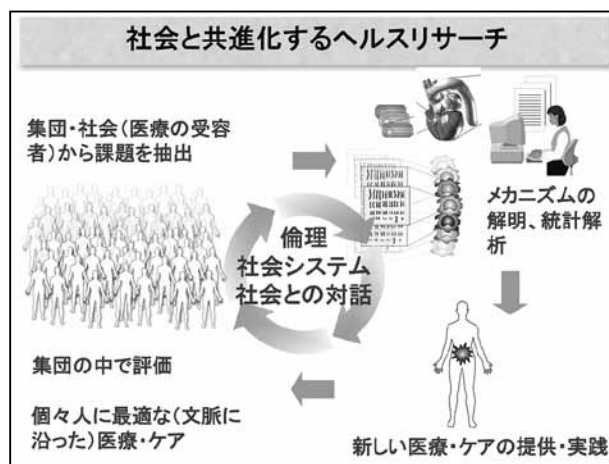 社会と共進化するヘルスリサーチ
集団・社会(医療の受容
者)から課題を抽出
メカニズムの
解明、統計解
析
倫理
社会システム
社会との対話
集団の中で評価
個々人に最適な(文脈に
沿った)医療・ケア
新しい医療・ケアの提供・実践